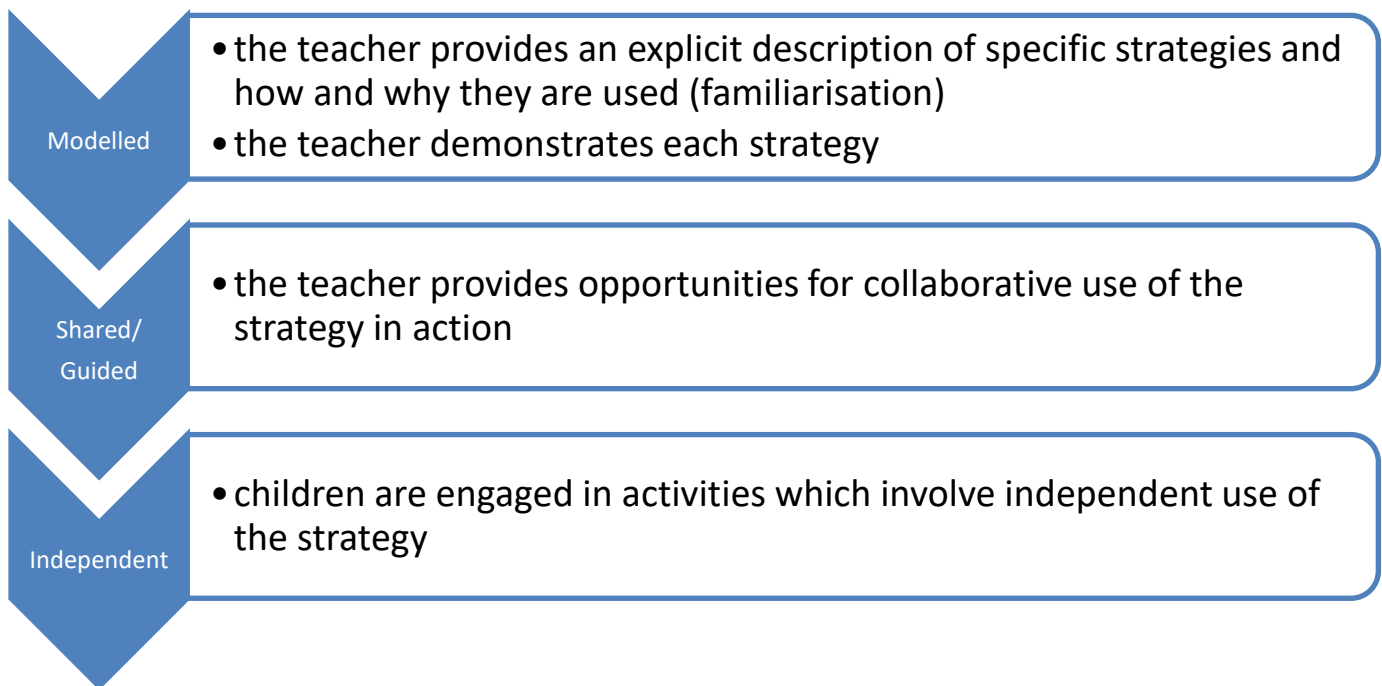 Modelled
• the teacher provides an explicit description of specific strategies and
how and why they are used (familiarisation)
• the teacher demonstrates each strategy
Shared/
Guided
• the teacher provides opportunities for collaborative use of the
strategy in action
Independent
• children are engaged in activities which involve independent use of
the strategy